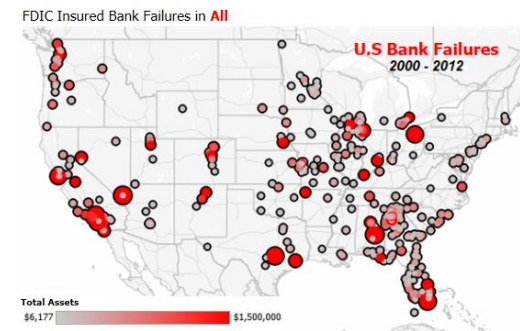 FDIC Insured Bank Failures in All
U.S Bank Failures
2000 - 2012
Total Assets
$6,177 $1,500,000